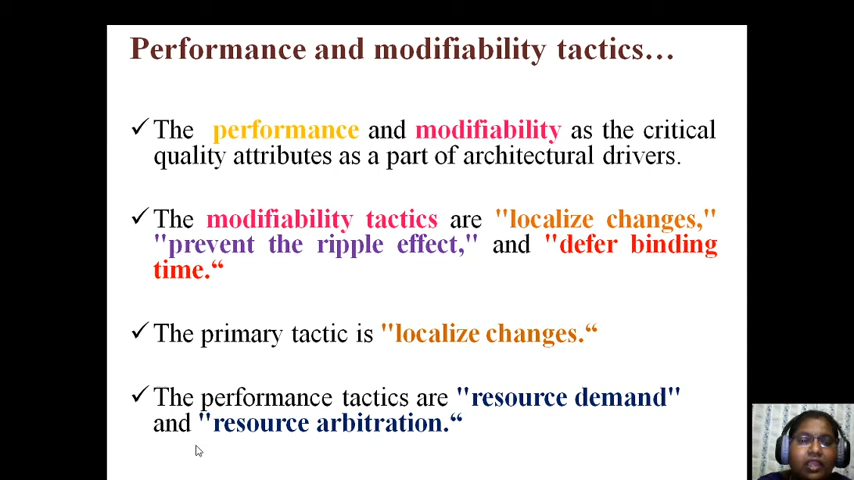 Performance and modifiability tactics…
✓ The performance and modifiability as the critical
quality attributes as a part of architectural drivers.
✓ The modifiability tactics are "localize changes,"
"prevent the ripple effect," and "defer binding
time.“
✓ The primary tactic is "localize changes.“
✓ The performance tactics are "resource demand"
and "resource arbitration.“